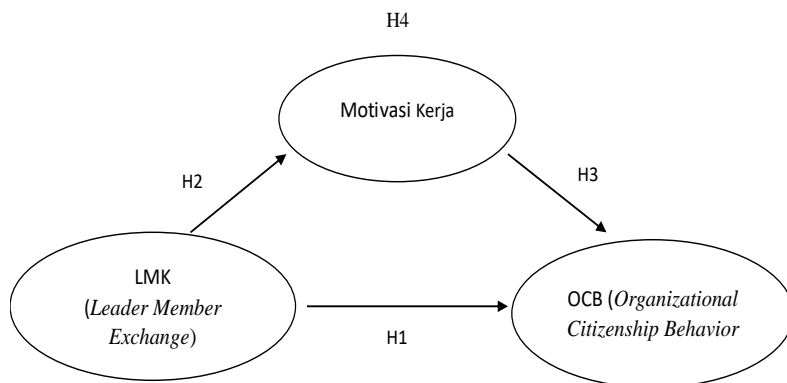 H4
Motivasi Kerja
H2
H3
LMK
(Leader Member
Exchange)
OCB (Organizational
Citizenship Behavior
H1